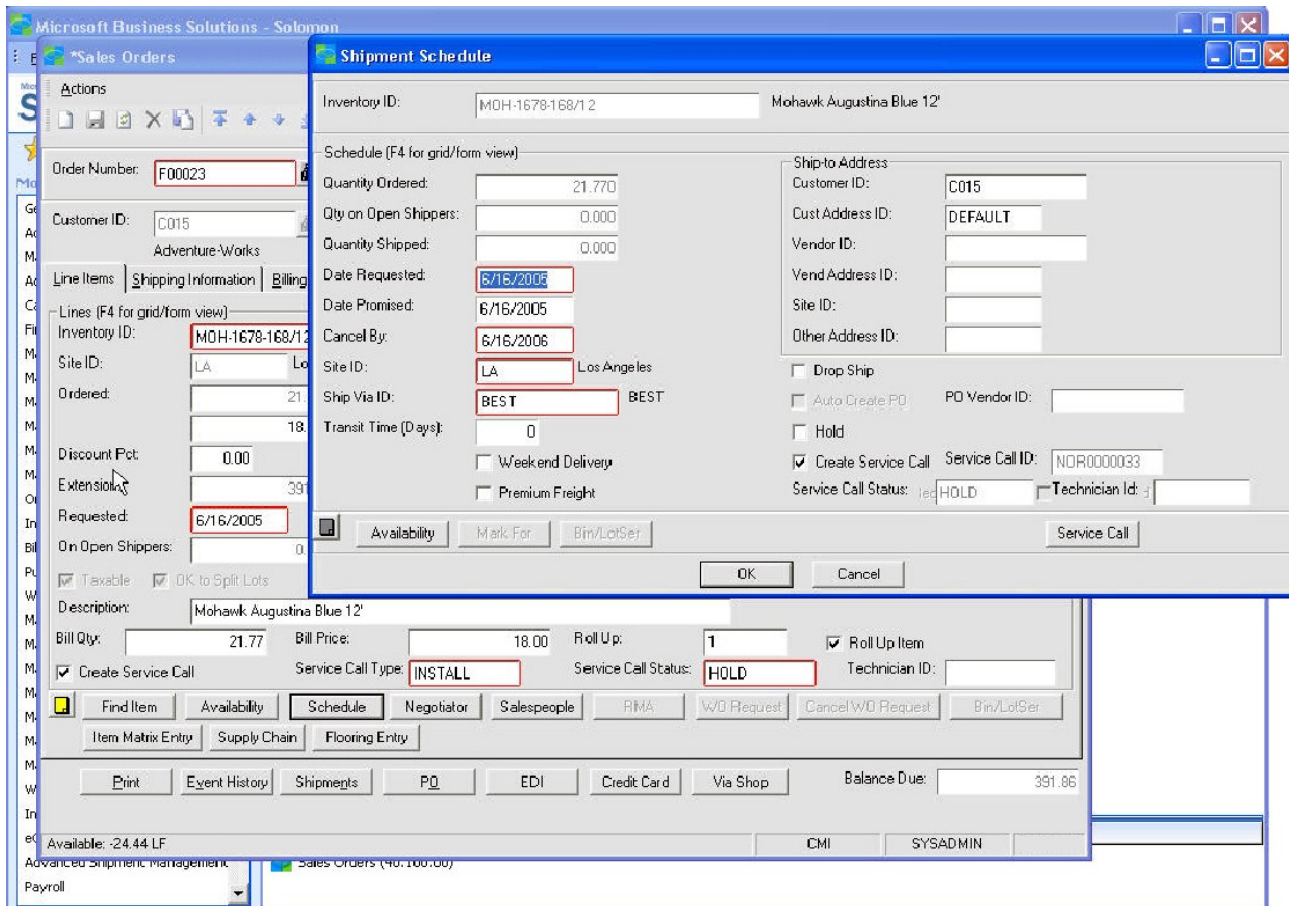 Microsoft Business Solutions - Solomon
*Sales Orders
Actions
Order Number: F00023
Customer ID: C015
Adventure-Works
Line Items Shipping Information Billing
Lines (F4 for grid/form view)
Inventory ID: MOH-1678-168/12
Site ID: LA Lo
Ordered: 21.
18.
Discount Pct: 0.00
Extension: 391
Requested: 6/16/2005
On Open Shippers: 0.
Taxable OK to Split Lots
Description: Mohawk Augustina Blue 12'
Bill Qty: 21.77 Bill Price: 18.00 Roll Up: 1 Roll Up Item
Create Service Call Service Call Type: INSTALL Service Call Status: HOLD Technician ID:
Find Item Availability Schedule Negotiator Salespeople RMA W/O Request Cancel W/O Request Bin/LotSer
Item Matrix Entry Supply Chain Flooring Entry
Print Event History Shipments PO EDI Credit Card Via Shop Balance Due: 391.86
Available: -24.44 LF CMI SYSADMIN
Shipment Schedule
Inventory ID: MOH-1678-168/12 Mohawk Augustina Blue 12'
Schedule (F4 for grid/form view)
Quantity Ordered: 21.770
Qty on Open Shippers: 0.000
Quantity Shipped: 0.000
Date Requested: 6/16/2005
Date Promised: 6/16/2005
Cancel By: 6/16/2006
Site ID: LA Los Angeles
Ship Via ID: BEST BEST
Transit Time (Days): 0
Weekend Delivery
Premium Freight
Ship-to Address
Customer ID: C015
Cust Address ID: DEFAULT
Vendor ID:
Vend Address ID:
Site ID:
Other Address ID:
Drop Ship
Auto Create PO PO Vendor ID:
Hold
Create Service Call Service Call ID: NOR0000033
Service Call Status: HOLD Technician Id:
Availability Mark For Bin/LotSer Service Call
OK Cancel
Advanced Shipment Management
Payroll
Sales Orders (40.100.00)